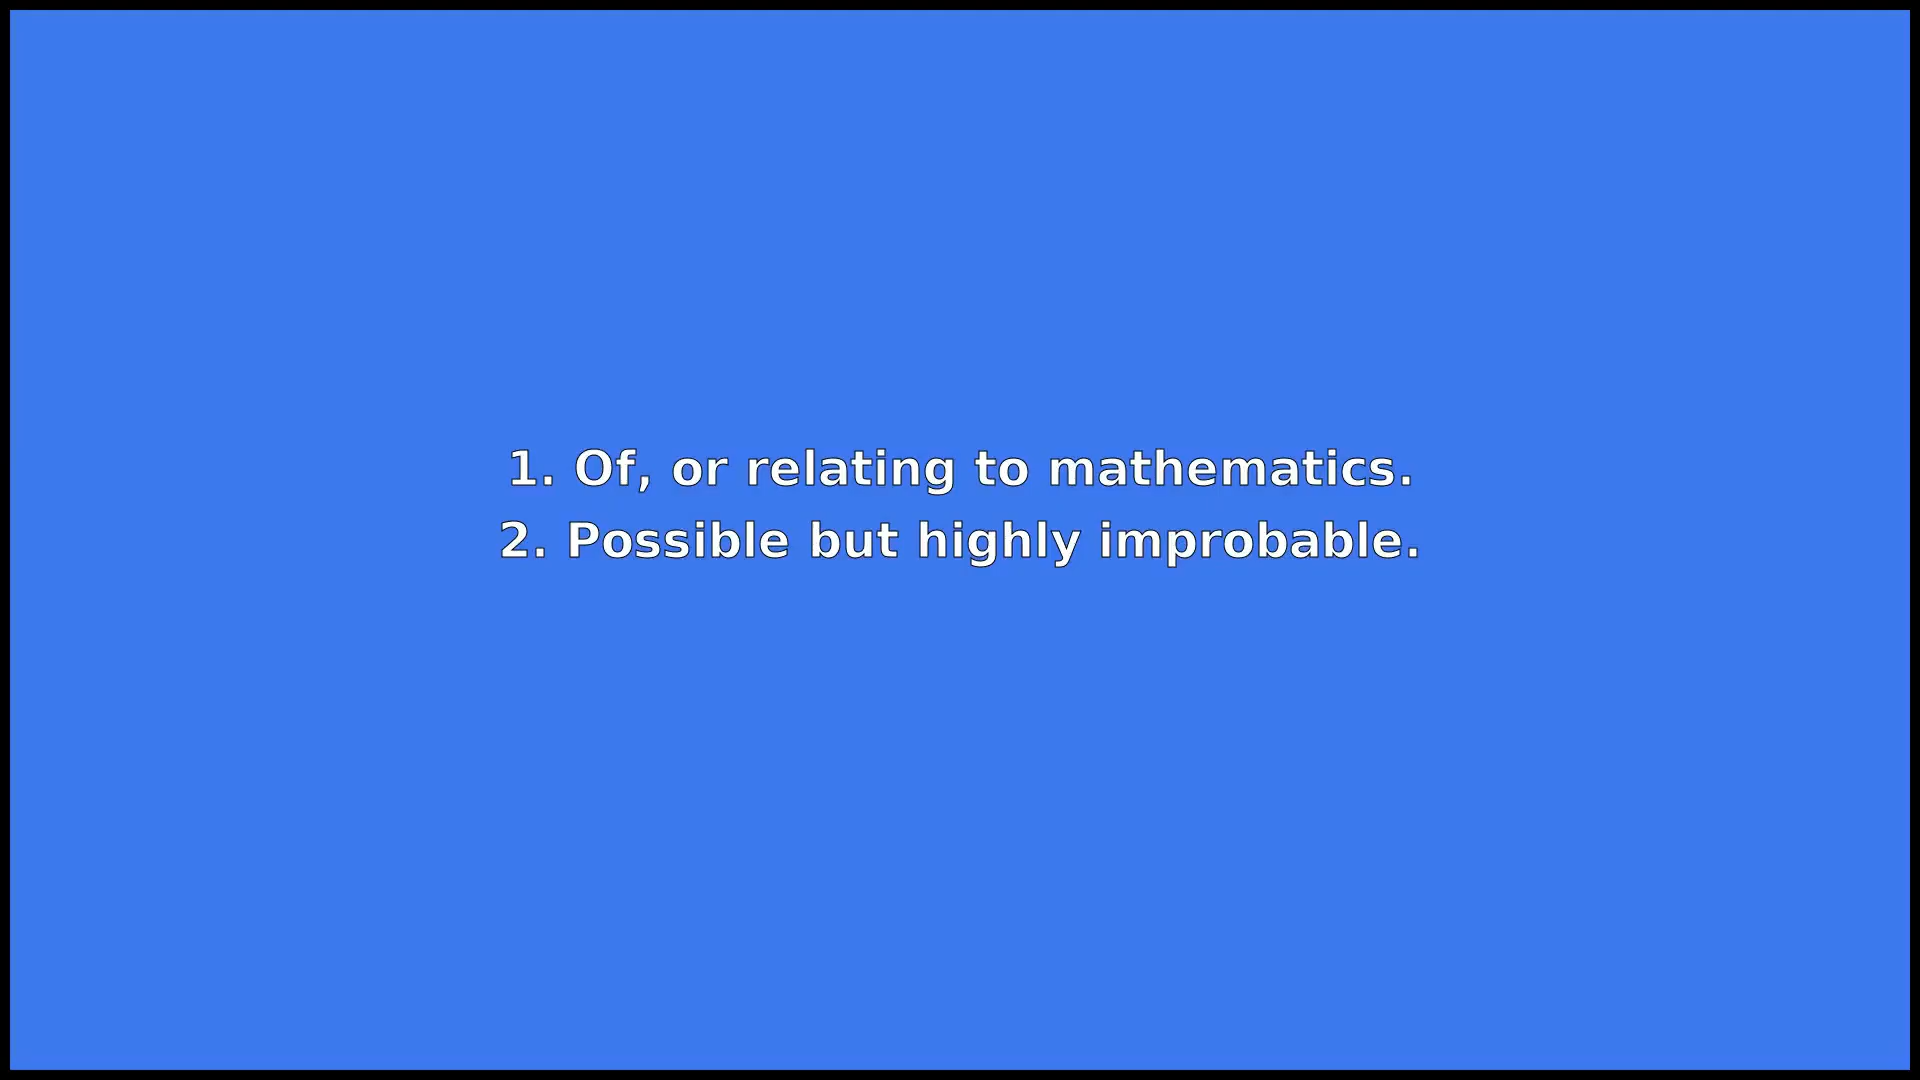 1. Of, or relating to mathematics.
2. Possible but highly improbable.